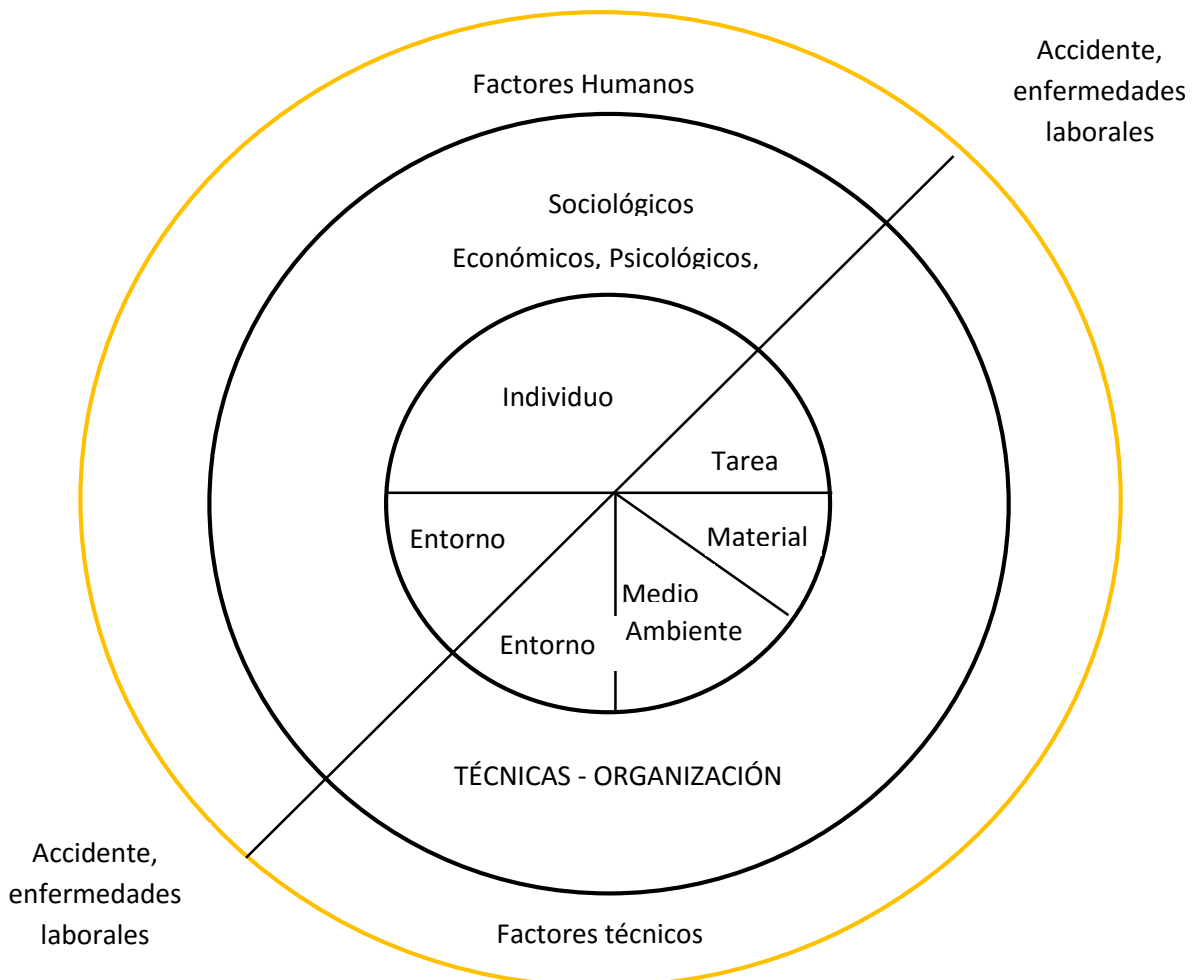 Accidente,
enfermedades
laborales
Factores Humanos
Sociológicos
Económicos, Psicológicos,
Individuo
Tarea
Entorno
Material
Medio
Ambiente
Entorno
TÉCNICAS - ORGANIZACIÓN
Accidente,
enfermedades
laborales
Factores técnicos